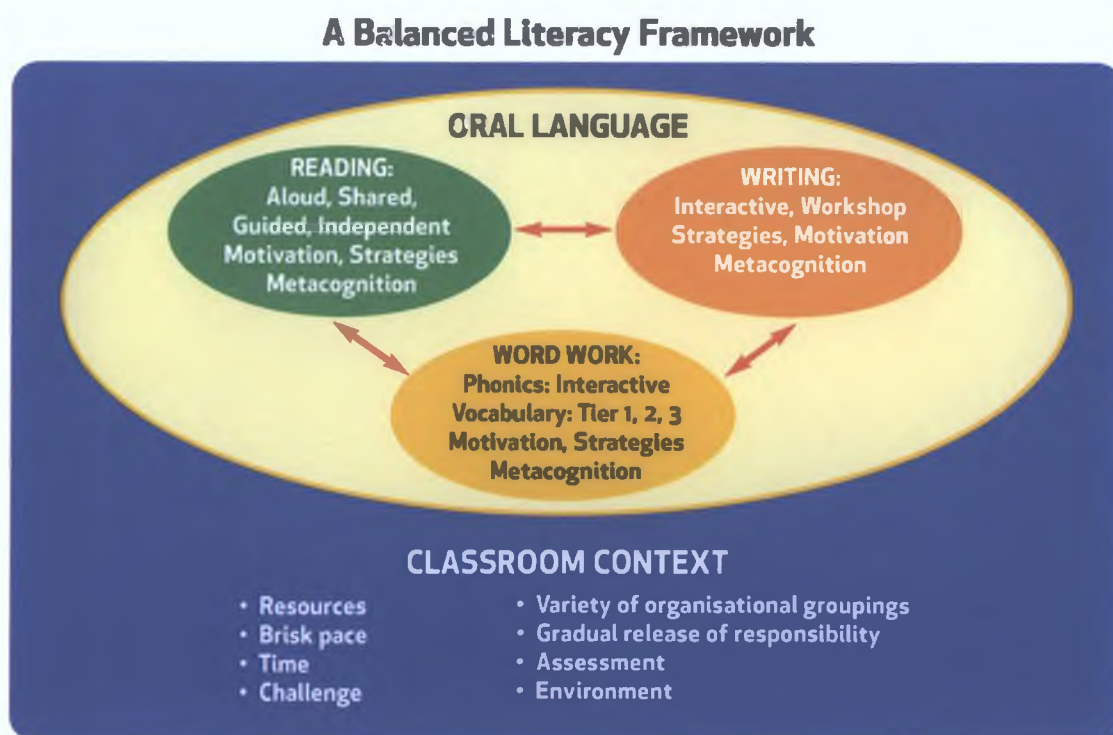 A Balanced Literacy Framework
ORAL LANGUAGE
READING:
Aloud, Shared,
Guided, Independent
Motivation, Strategies
Metacognition
WRITING:
Interactive, Workshop
Strategies, Motivation
Metacognition
WORD WORK:
Phonics: Interactive
Vocabulary: Tier 1, 2, 3
Motivation, Strategies
Metacognition
CLASSROOM CONTEXT
• Resources
• Brisk pace
• Time
• Challenge
• Variety of organisational groupings
• Gradual release of responsibility
• Assessment
• Environment